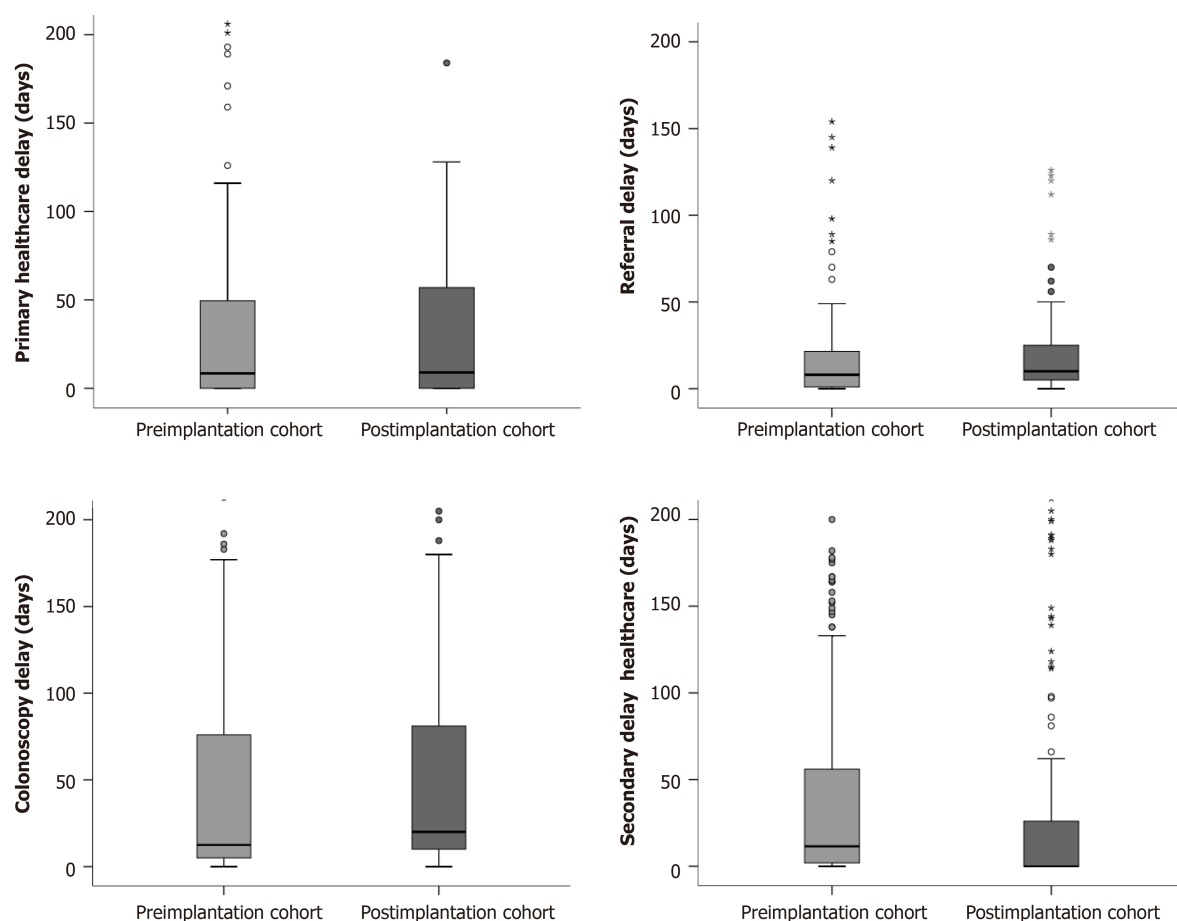 Primary healthcare delay (days)
200
150
100
50
0
Preimplantation cohort
Postimplantation cohort
Referral delay (days)
200
150
100
50
0
Preimplantation cohort
Postimplantation cohort
Colonoscopy delay (days)
200
150
100
50
0
Preimplantation cohort
Postimplantation cohort
Secondary delay healthcare (days)
200
150
100
50
0
Preimplantation cohort
Postimplantation cohort